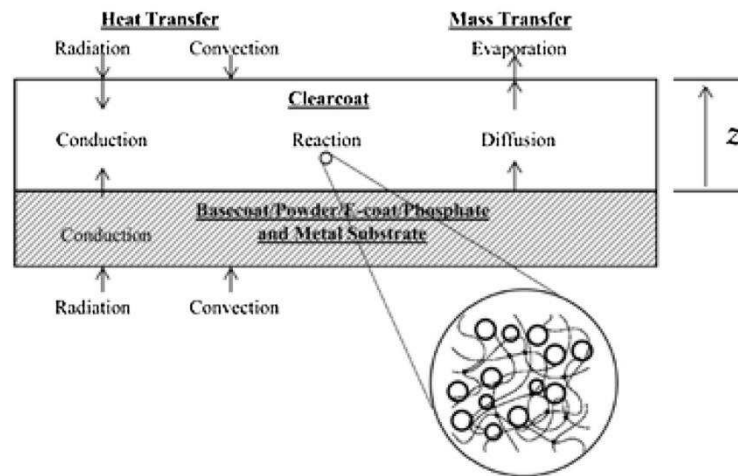 Heat Transfer Mass Transfer
Radiation Convection Evaporation
Clearcoat
Conduction Reaction Diffusion
z
Basecoat/Powder/E-coat/Phosphate
Conduction and Metal Substrate
Radiation Convection